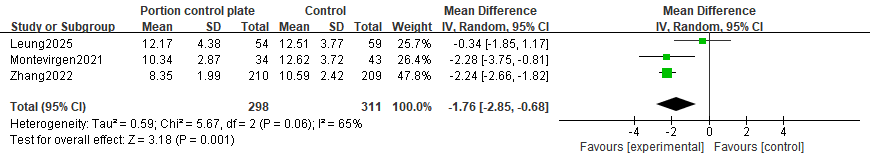 Portion control plate Control Mean Difference Mean Difference
Study or Subgroup Mean SD Total Mean SD Total Weight IV, Random, 95% CI IV, Random, 95% CI
Leung2025 12.17 4.38 54 12.51 3.77 59 25.7% -0.34 [-1.85, 1.17]
Montevirgen2021 10.34 2.87 34 12.62 3.72 43 26.4% -2.28 [-3.75, -0.81]
Zhang2022 8.35 1.99 210 10.59 2.42 209 47.8% -2.24 [-2.66, -1.82]
Total (95% CI) 298 311 100.0% -1.76 [-2.85, -0.68]
Heterogeneity: Tau² = 0.59; Chi² = 5.67, df = 2 (P = 0.06); I² = 65%
Test for overall effect: Z = 3.18 (P = 0.001)
-4 -2 0 2 4
Favours [experimental] Favours [control]